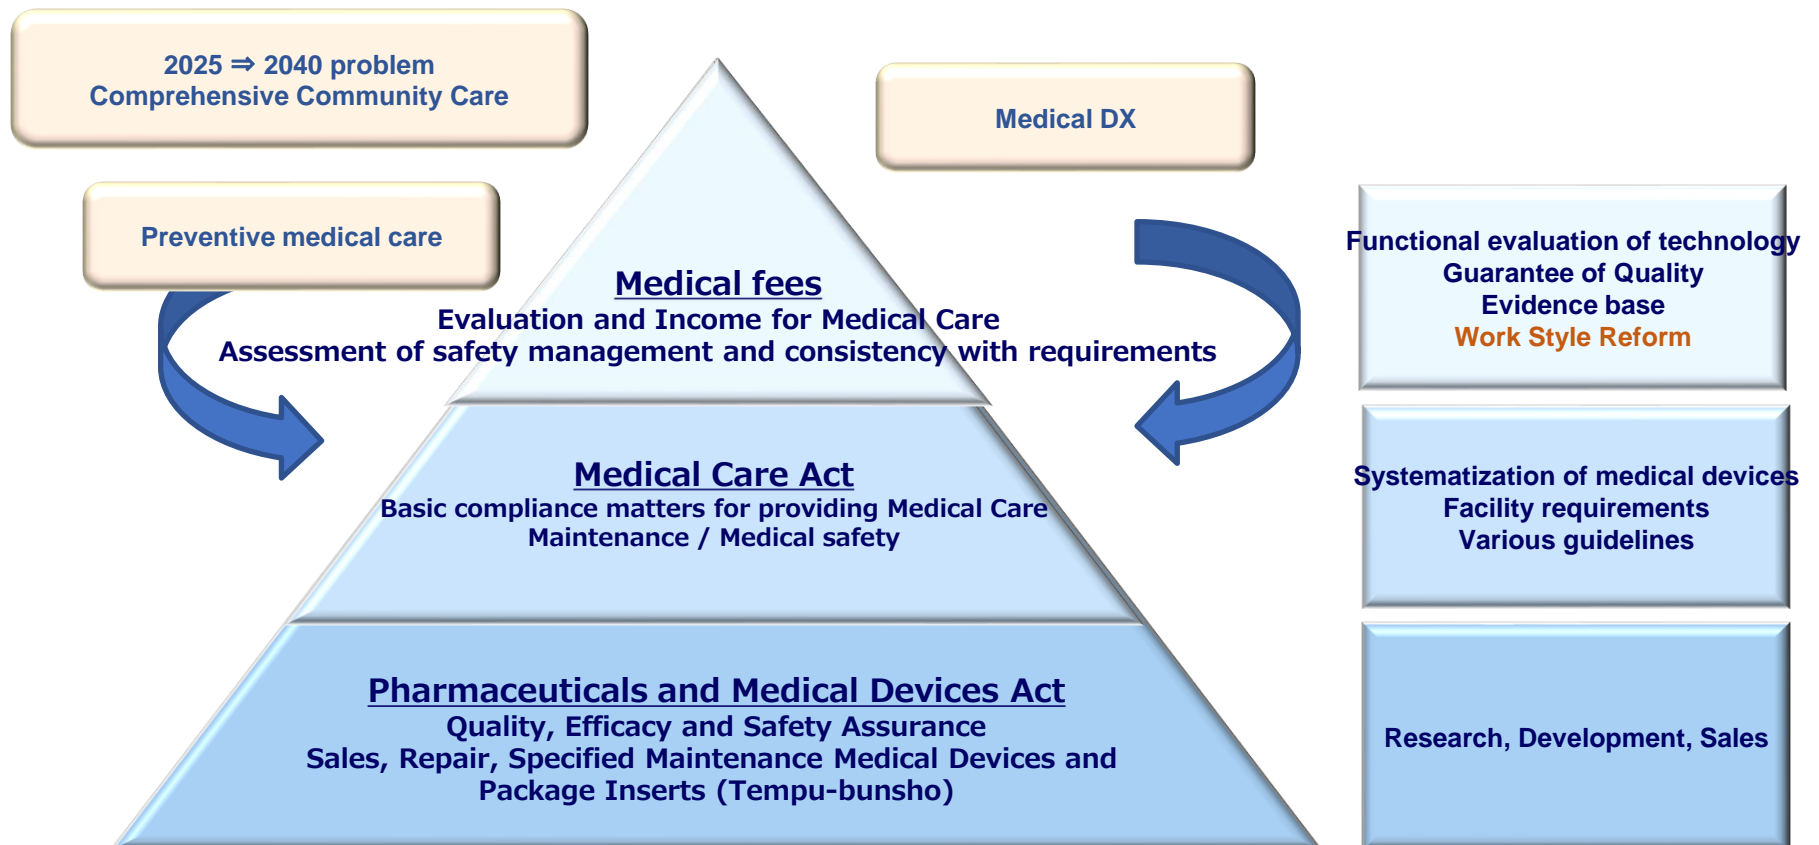 2025 ⇒ 2040 problem
Comprehensive Community Care
Medical DX
Preventive medical care
Medical fees
Evaluation and Income for Medical Care
Assessment of safety management and consistency with requirements
Functional evaluation of technology
Guarantee of Quality
Evidence base
Work Style Reform
Medical Care Act
Basic compliance matters for providing Medical Care
Maintenance / Medical safety
Systematization of medical devices
Facility requirements
Various guidelines
Pharmaceuticals and Medical Devices Act
Quality, Efficacy and Safety Assurance
Sales, Repair, Specified Maintenance Medical Devices and
Package Inserts (Tempu-bunsho)
Research, Development, Sales